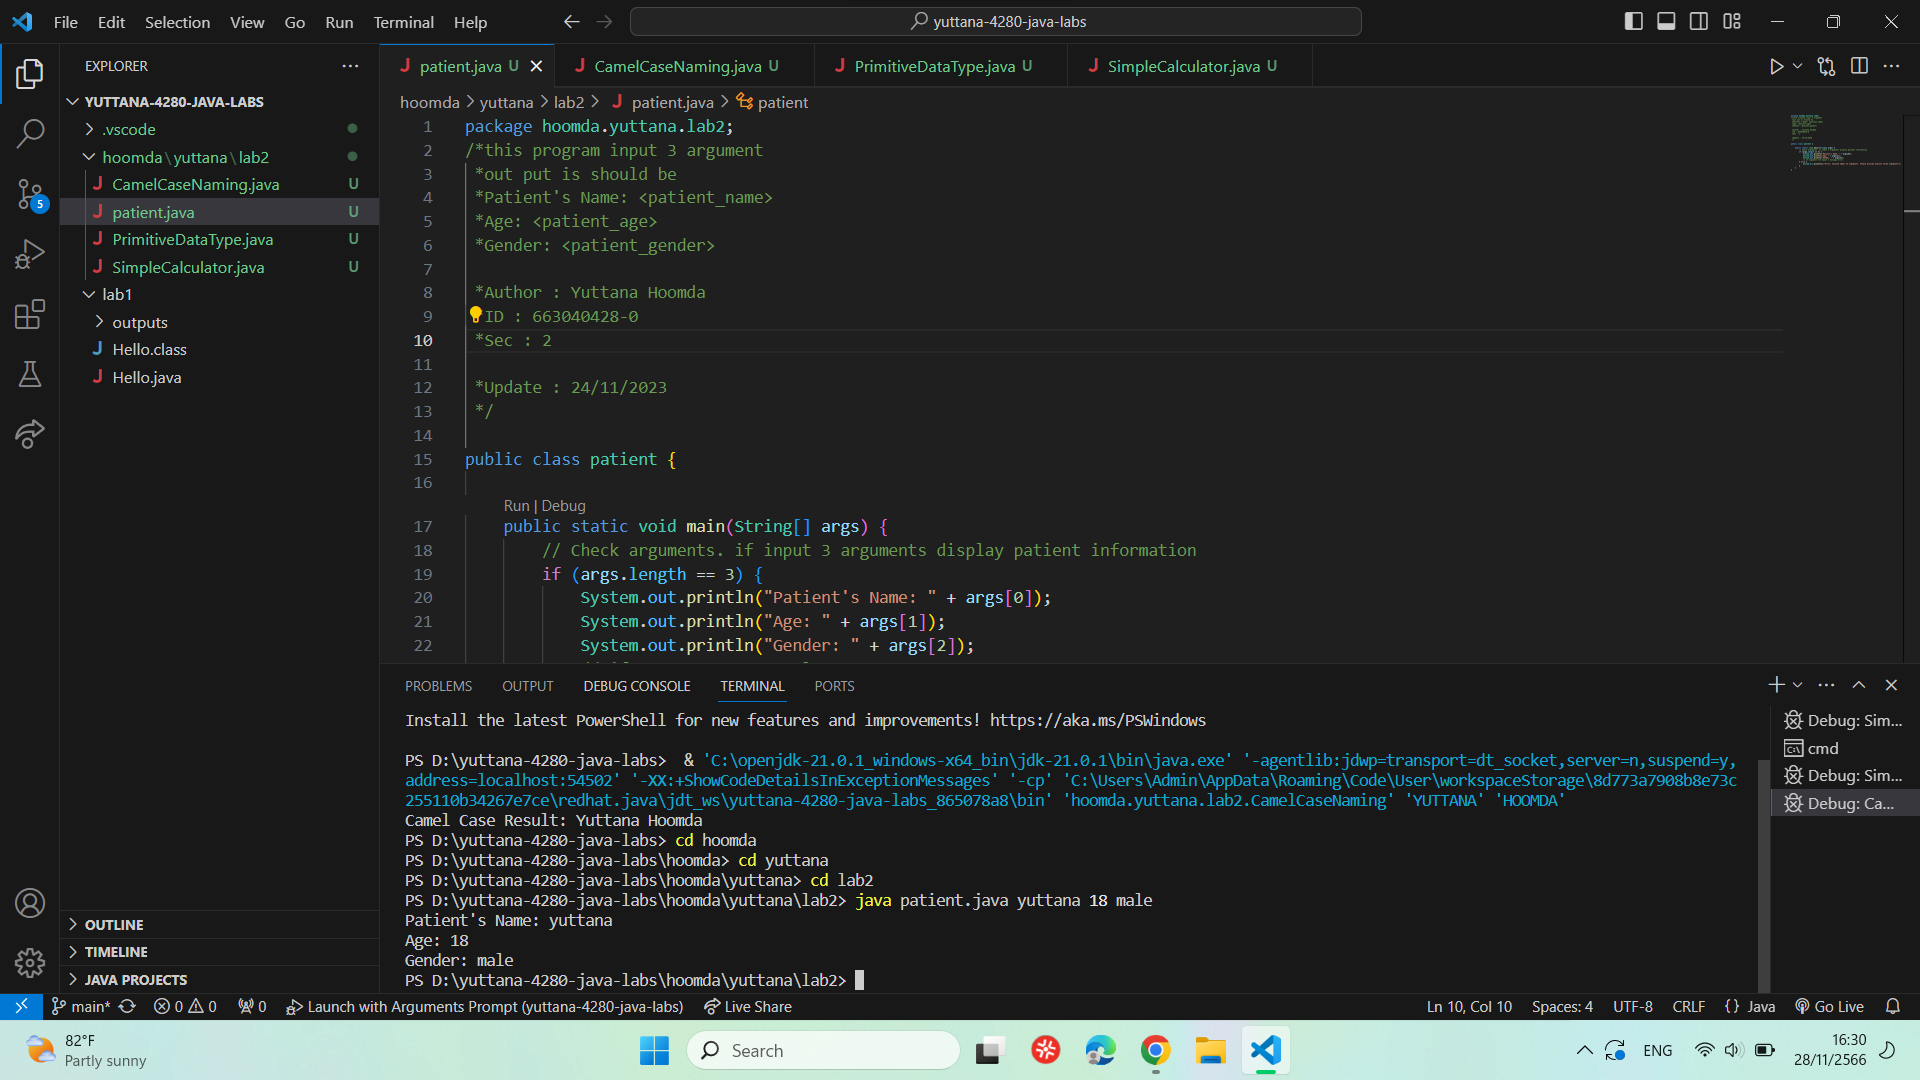 File Edit Selection View Go Run Terminal Help
yuttana-4280-java-labs
EXPLORER
YUTTANA-4280-JAVA-LABS
.vscode
hoomda\yuttana\lab2
CamelCaseNaming.java U
patient.java U
PrimitiveDataType.java U
SimpleCalculator.java U
lab1
outputs
Hello.class
Hello.java
5
OUTLINE
TIMELINE
JAVA PROJECTS
patient.java U CamelCaseNaming.java U PrimitiveDataType.java U SimpleCalculator.java U
hoomda > yuttana > lab2 > patient.java > patient
1 package hoomda.yuttana.lab2;
2 /*this program input 3 argument
3 *out put is should be
4 *Patient's Name: <patient_name>
5 *Age: <patient_age>
6 *Gender: <patient_gender>
7
8 *Author : Yuttana Hoomda
9 ID : 663040428-0
10 *Sec : 2
11
12 *Update : 24/11/2023
13 */
14
15 public class patient {
16
Run | Debug
17 public static void main(String[] args) {
18 // Check arguments. if input 3 arguments display patient information
19 if (args.length == 3) {
20 System.out.println("Patient's Name: " + args[0]);
21 System.out.println("Age: " + args[1]);
22 System.out.println("Gender: " + args[2]);
PROBLEMS OUTPUT DEBUG CONSOLE TERMINAL PORTS
Install the latest PowerShell for new features and improvements! https://aka.ms/PSWindows
PS D:\yuttana-4280-java-labs> & 'C:\openjdk-21.0.1_windows-x64_bin\jdk-21.0.1\bin\java.exe' '-agentlib:jdwp=transport=dt_socket,server=n,suspend=y,
address=localhost:54502' '-XX:+ShowCodeDetailsInExceptionMessages' '-cp' 'C:\Users\Admin\AppData\Roaming\Code\User\workspaceStorage\8d773a7908b8e73c
255110b34267e7ce\redhat.java\jdt_ws\yuttana-4280-java-labs_865078a8\bin' 'hoomda.yuttana.lab2.CamelCaseNaming' 'YUTTANA' 'HOOMDA'
Camel Case Result: Yuttana Hoomda
PS D:\yuttana-4280-java-labs> cd hoomda
PS D:\yuttana-4280-java-labs\hoomda> cd yuttana
PS D:\yuttana-4280-java-labs\hoomda\yuttana> cd lab2
PS D:\yuttana-4280-java-labs\hoomda\yuttana\lab2> java patient.java yuttana 18 male
Patient's Name: yuttana
Age: 18
Gender: male
PS D:\yuttana-4280-java-labs\hoomda\yuttana\lab2>
Debug: Sim...
cmd
Debug: Sim...
Debug: Ca...
main* 0 0 0 Launch with Arguments Prompt (yuttana-4280-java-labs) Live Share Ln 10, Col 10 Spaces: 4 UTF-8 CRLF {} Java Go Live
82°F
Partly sunny
Search
ENG
16:30
28/11/2566